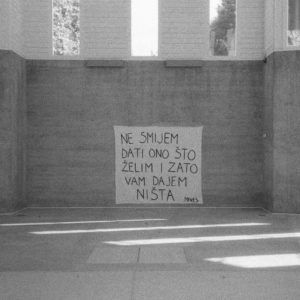 NE SMIJEM
DATI ONO ŠTO
ŽELIM I ZATO
VAM DAJEM
NIŠTA